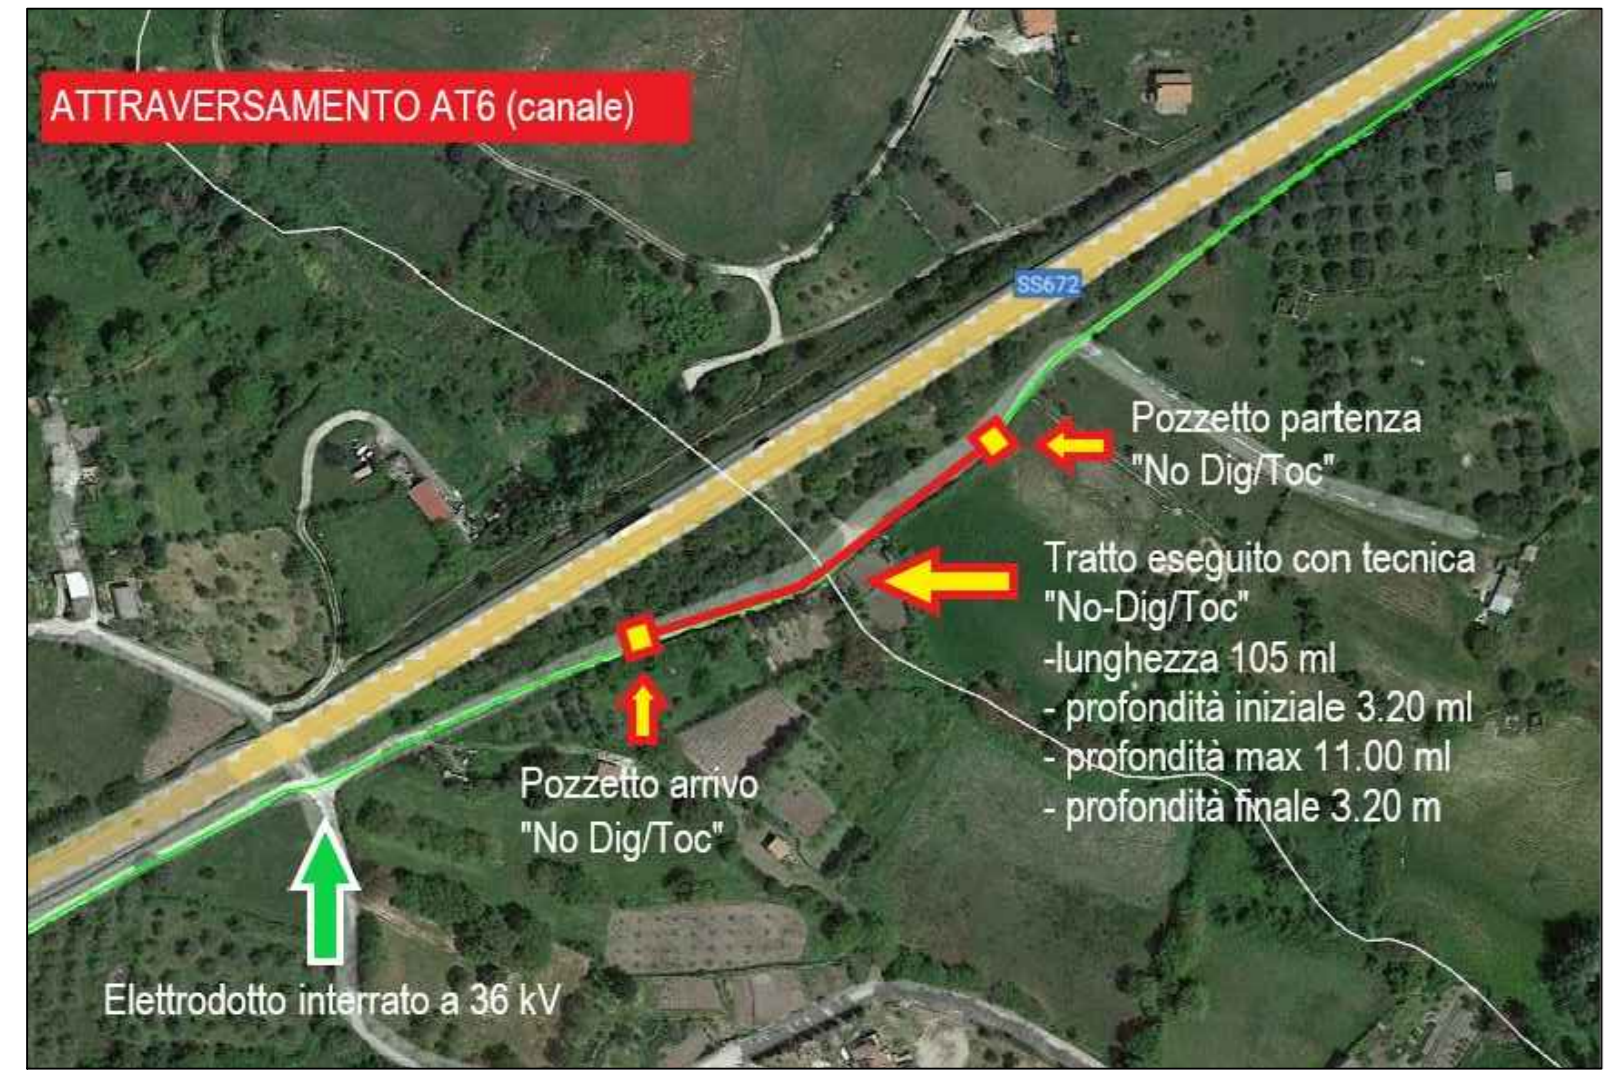 ATTRAVERSAMENTO AT6 (canale)
SS672
Pozzetto partenza
"No Dig/Toc"
Tratto eseguito con tecnica
"No-Dig/Toc"
-lunghezza 105 ml
- profondità iniziale 3.20 ml
- profondità max 11.00 ml
- profondità finale 3.20 m
Pozzetto arrivo
"No Dig/Toc"
Elettrodotto interrato a 36 kV